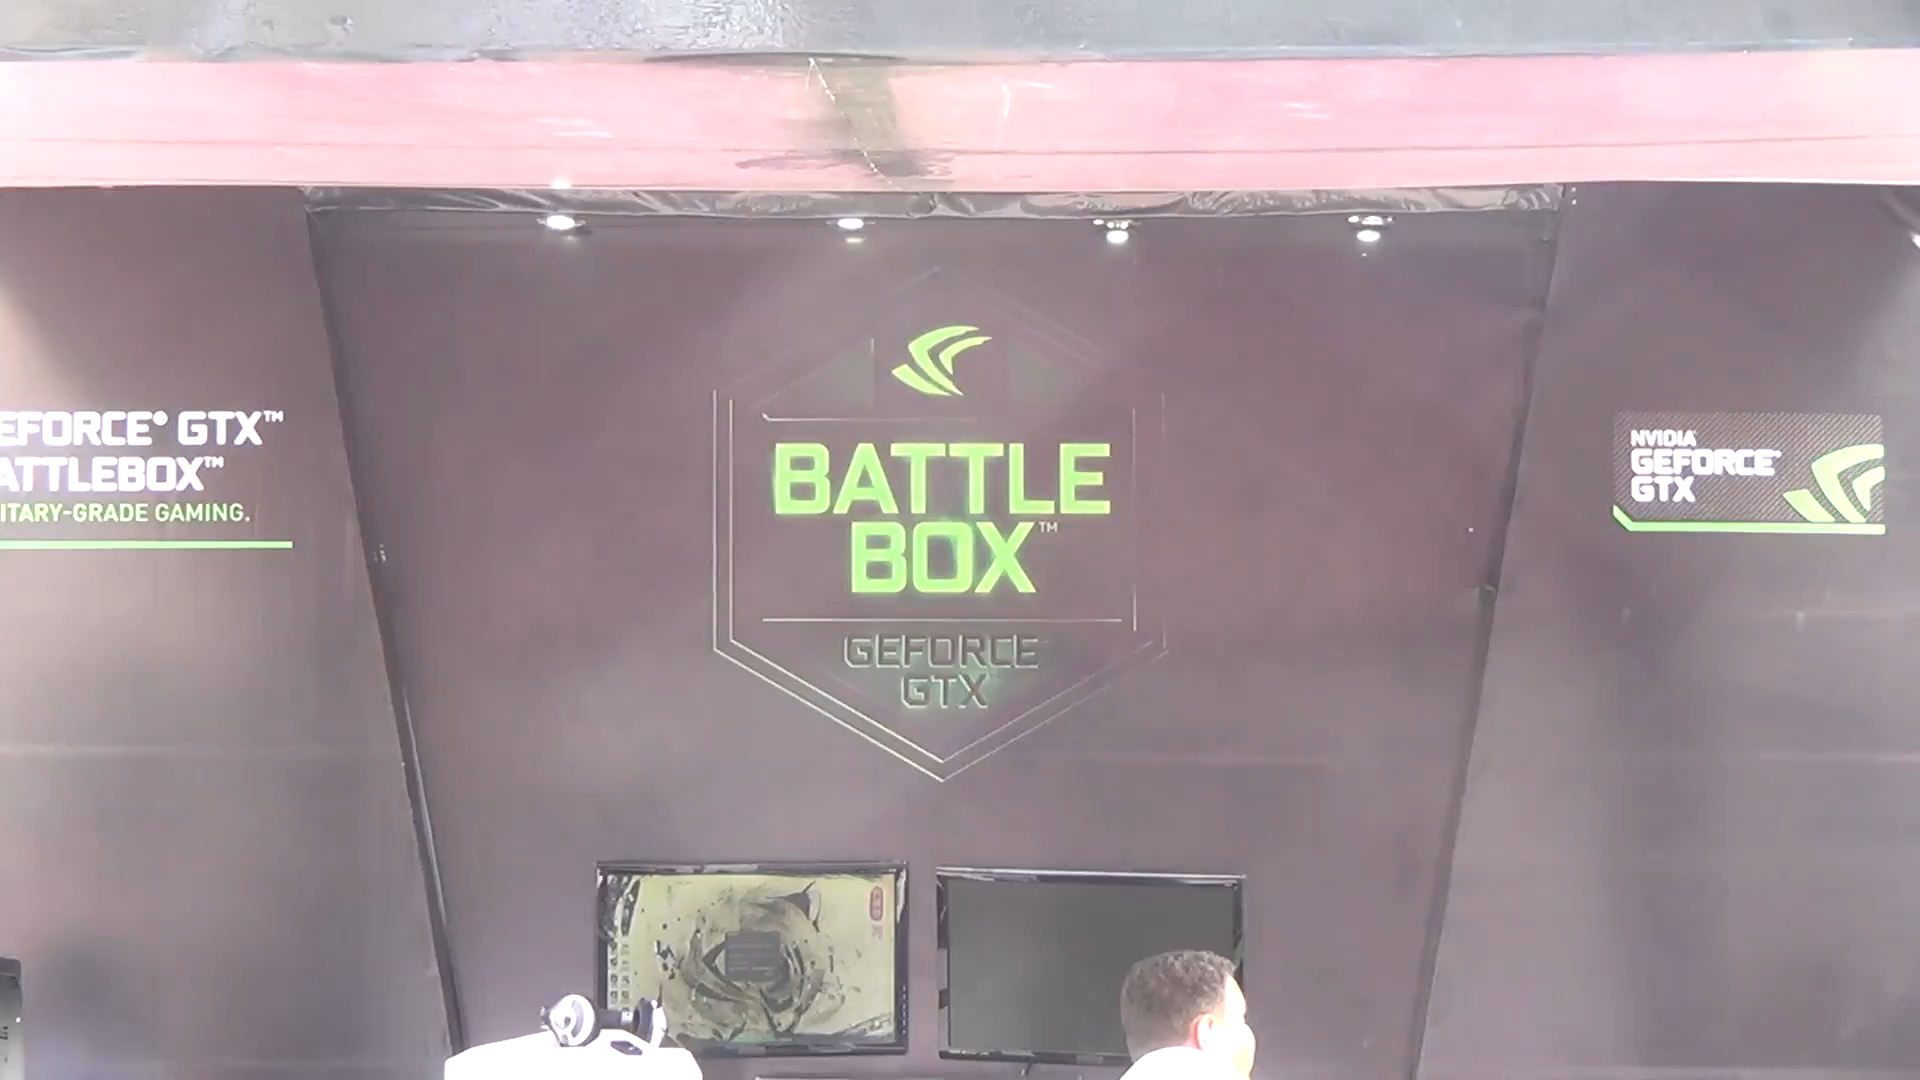 EFORCE® GTX™
ATTLEBOX™
ITARY-GRADE GAMING.
BATTLE
BOX™
GEFORCE
GTX
NVIDIA
GEFORCE
GTX